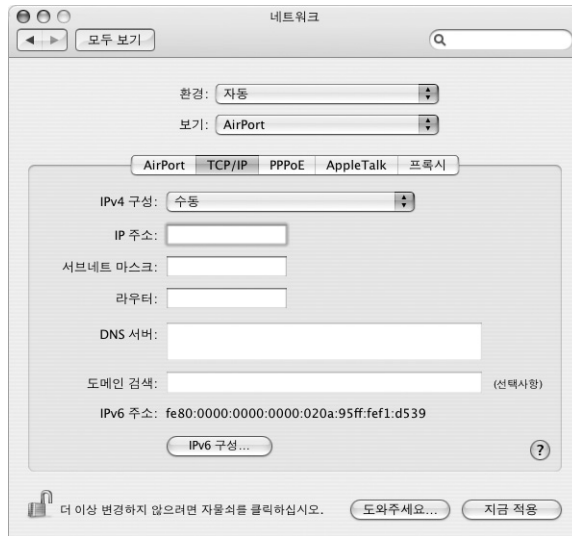 네트워크
모두 보기
환경: 자동
보기: AirPort
AirPort TCP/IP PPPoE AppleTalk 프록시
IPv4 구성: 수동
IP 주소:
서브네트 마스크:
라우터:
DNS 서버:
도메인 검색: (선택사항)
IPv6 주소: fe80:0000:0000:0000:020a:95ff:fef1:d539
IPv6 구성...
?
더 이상 변경하지 않으려면 자물쇠를 클릭하십시오. 도와주세요... 지금 적용